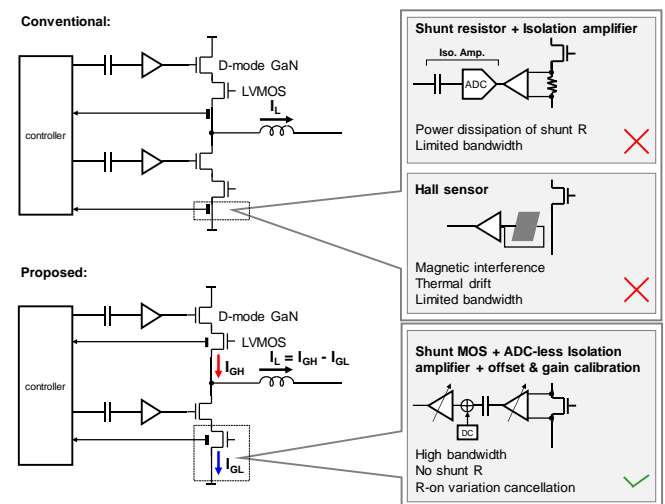 Conventional:
D-mode GaN
LVMOS
I_L
controller
Shunt resistor + Isolation amplifier
Iso. Amp.
ADC
Power dissipation of shunt R
Limited bandwidth
Hall sensor
Magnetic interference
Thermal drift
Limited bandwidth
Proposed:
D-mode GaN
LVMOS
I_GH
I_L = I_GH - I_GL
controller
I_GL
Shunt MOS + ADC-less Isolation
amplifier + offset & gain calibration
DC
High bandwidth
No shunt R
R-on variation cancellation